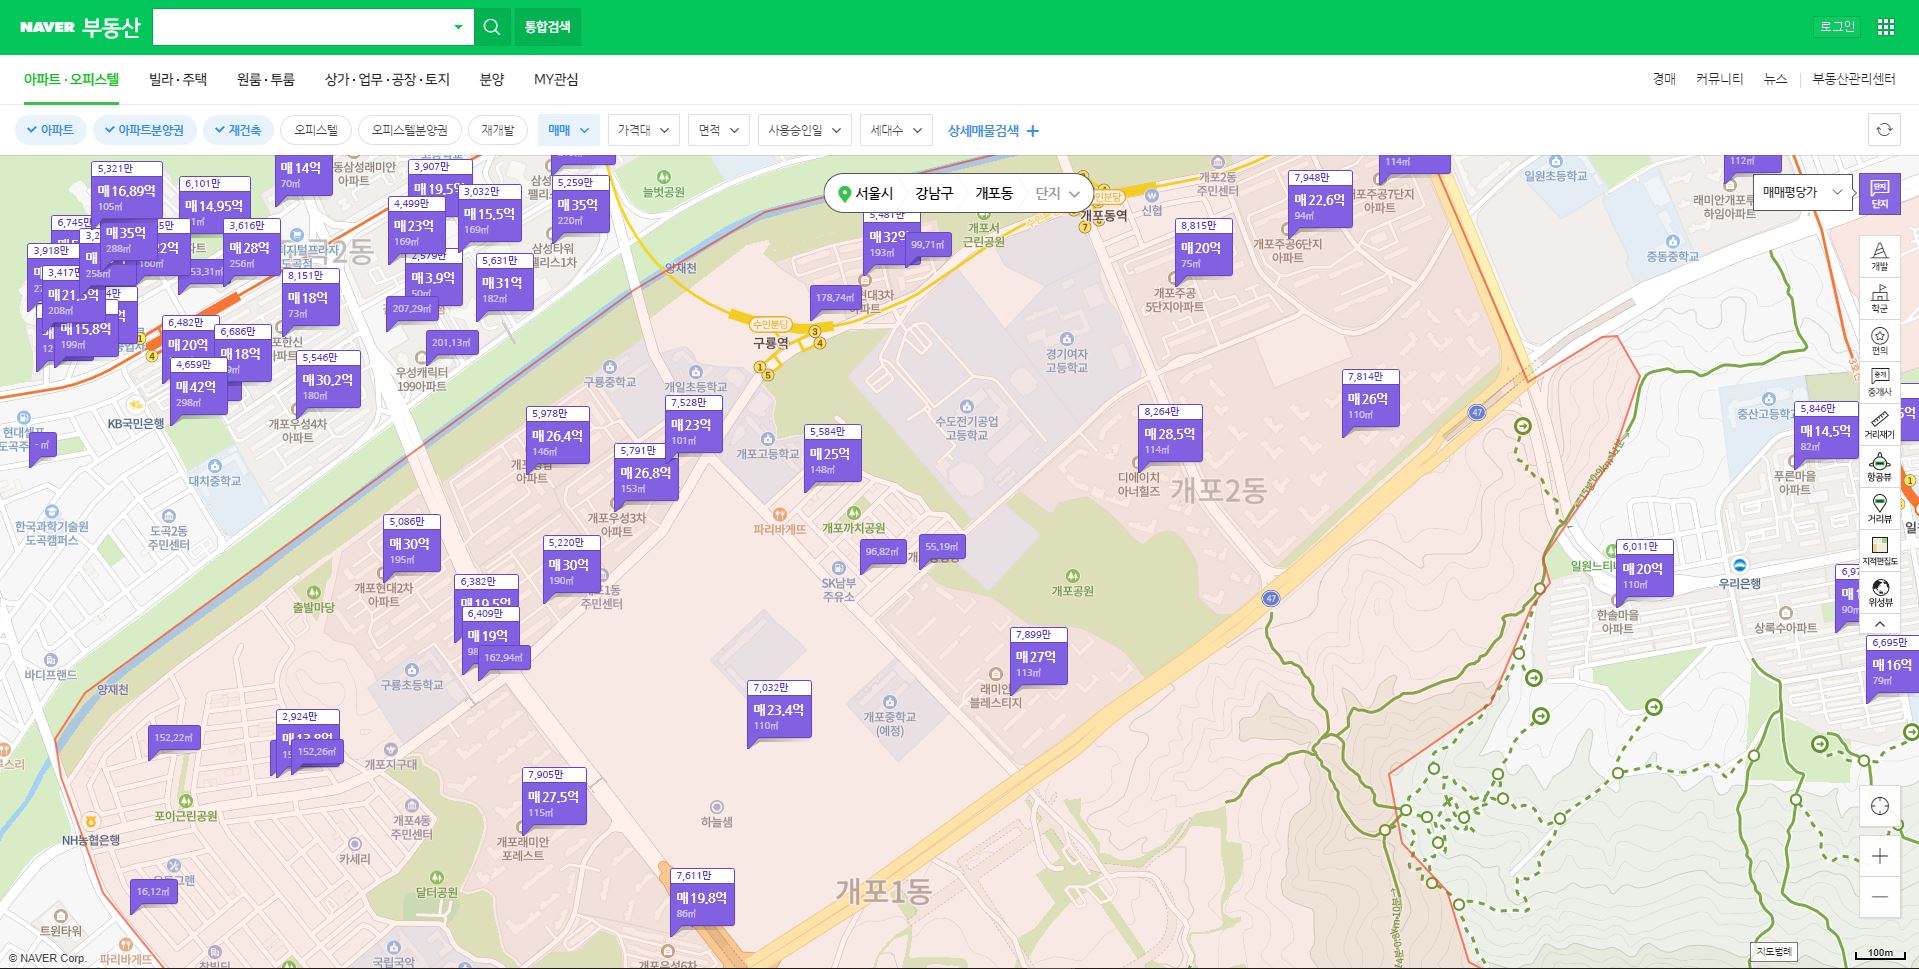 NAVER 부동산
통합검색
로그인
아파트·오피스텔
빌라·주택
원룸·투룸
상가·업무·공장·토지
분양
MY관심
경매
커뮤니티
뉴스
부동산관리센터
아파트
아파트분양권
재건축
오피스텔
오피스텔분양권
재개발
매매
가격대
면적
사용승인일
세대수
상세매물검색
서울시
강남구
개포동
단지
매매평당가
단지
단지
개발
학군
편의
중개
중개사
거리재기
항공뷰
거리뷰
지적편집도
위성뷰
5,321만
매16.89억
105㎡
6,101만
매14.95억
매14억
70㎡
동삼성래미안
아파트
3,907만
매19.5억
3,032만
매15.5억
169㎡
4,499만
매23억
169㎡
5,259만
매35억
220㎡
늘벗공원
6,745만
매35억
288㎡
3,616만
매28억
256㎡
3,918만
3,417만
매21.5억
208㎡
258㎡
160㎡
53.31㎡
8,151만
매18억
73㎡
2,579만
매3.9억
50㎡
207.29㎡
201.13㎡
5,631만
매31억
182㎡
삼성타워
팰리스1차
양재천
매15.8억
199㎡
6,482만
매20억
6,686만
매18억
4,659만
매42억
298㎡
5,546만
매30.2억
180㎡
우성캐릭터
199아파트
개포우성4차
아파트
KB국민은행
대치중학교
한국과학기술원
도곡캠퍼스
도곡2동
주민센터
- ㎡
5,481만
매32억
193㎡
99.71㎡
178.74㎡
현대3차
아파트
개포서
근린공원
개포동역
신협
개포2동
주민센터
114㎡
7,948만
매22.6억
94㎡
개포주공7단지
아파트
개포주공6단지
아파트
8,815만
매20억
75㎡
개포주공
5단지아파트
일원초등학교
112㎡
래미안개포루
하임아파트
중동중학교
수인분당
구룡역
구룡중학교
개일초등학교
경기여자
고등학교
수도전기공업
고등학교
개포고등학교
5,978만
매26.4억
146㎡
아파트
7,528만
매23억
101㎡
5,791만
매26.8억
153㎡
개포우성3차
아파트
5,584만
매25억
148㎡
파리바게뜨
개포까치공원
96.82㎡
55.19㎡
SK남부
주유소
8,264만
매28.5억
114㎡
디에이치
아너힐즈
개포2동
7,814만
매26억
110㎡
47
중산고등학교
5,846만
매14.5억
82㎡
푸른마을
아파트
5,086만
매30억
195㎡
개포현대2차
아파트
5,220만
매30억
190㎡
주민센터
6,382만
매19.5억
6,409만
매19억
162.94㎡
출발마당
구룡초등학교
바디프랜드
양재천
개포공원
47
6,011만
매20억
110㎡
우리은행
한솔마을
아파트
상록수아파트
90㎡
6,695만
매16억
79㎡
7,899만
매27억
113㎡
래미안
블레스티지
7,032만
매23.4억
110㎡
개포중학교
(예정)
152.22㎡
2,924만
매13.8억
152.26㎡
개포지구대
7,905만
매27.5억
115㎡
개포래미안
포레스트
하늘샘
포이근린공원
개포4동
주민센터
NH농협은행
카세리
달터공원
16.12㎡
트윈타워
파리바게뜨
국립국악
7,611만
매19.8억
86㎡
개포우성6차
개포1동
지도범례
100m
© NAVER Corp.